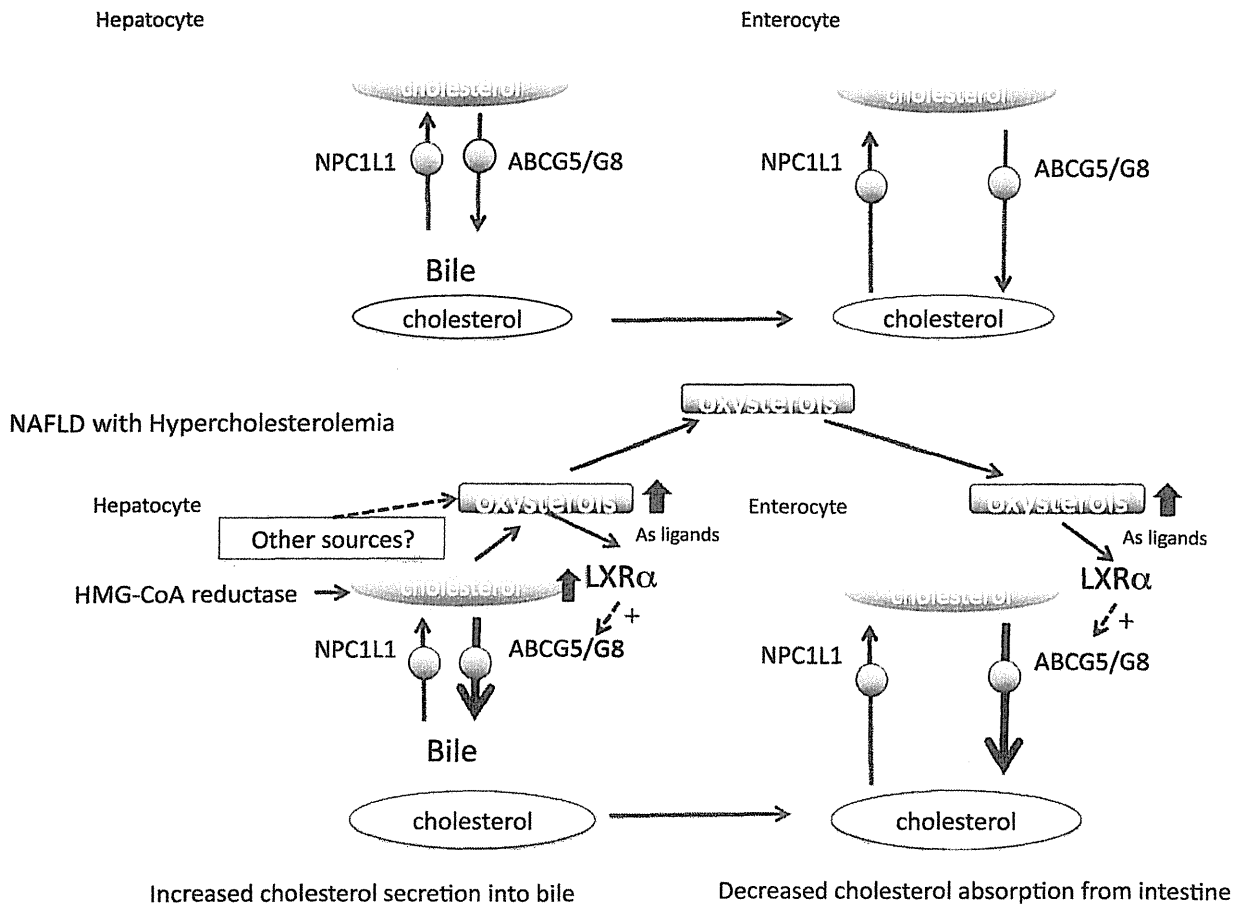 Hepatocyte
Enterocyte
cholesterol
cholesterol
NPC1L1
ABCG5/G8
NPC1L1
ABCG5/G8
Bile
cholesterol
cholesterol
oxysterols
NAFLD with Hypercholesterolemia
Hepatocyte
oxysterols
Enterocyte
oxysterols
Other sources?
As ligands
As ligands
HMG-CoA reductase
cholesterol
LXRα
cholesterol
LXRα
+
+
NPC1L1
ABCG5/G8
NPC1L1
ABCG5/G8
Bile
cholesterol
cholesterol
Increased cholesterol secretion into bile
Decreased cholesterol absorption from intestine